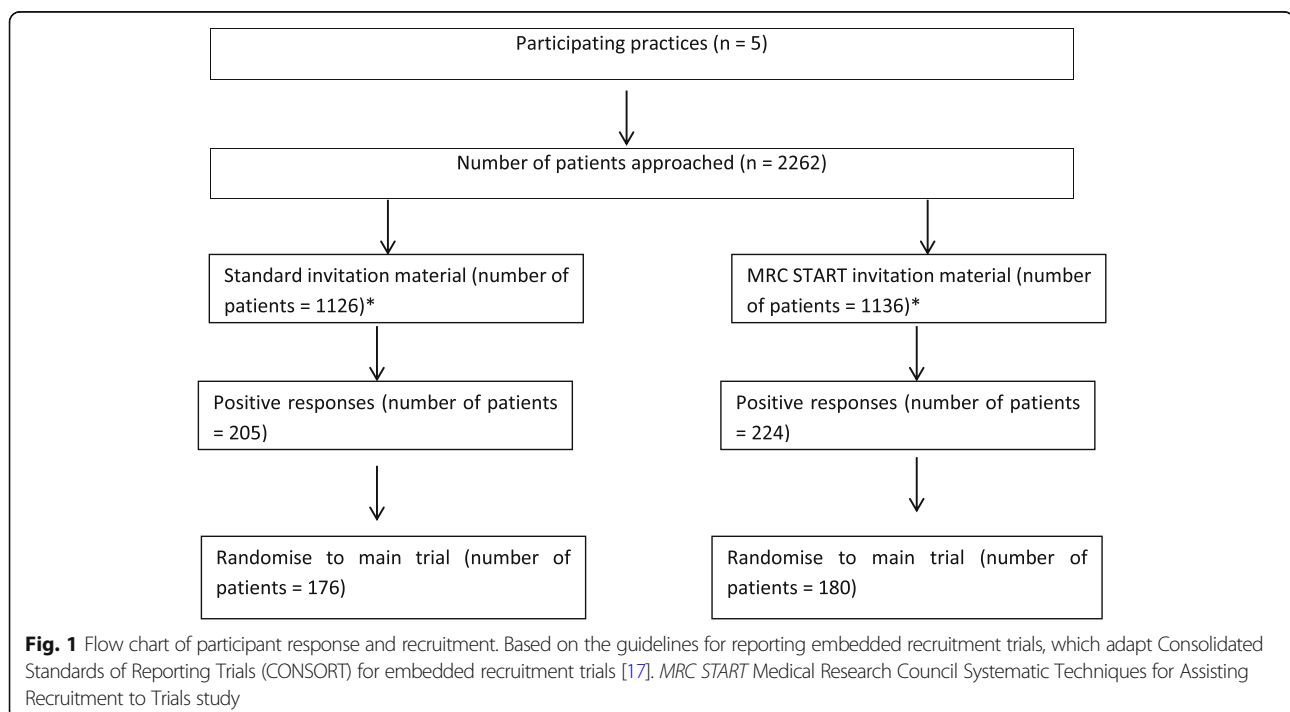 Participating practices (n = 5)
Number of patients approached (n = 2262)
Standard invitation material (number of
patients = 1126)*
MRC START invitation material (number
of patients = 1136)*
Positive responses (number of patients
= 205)
Positive responses (number of patients
= 224)
Randomise to main trial (number of
patients = 176)
Randomise to main trial (number of
patients = 180)
Fig. 1 Flow chart of participant response and recruitment. Based on the guidelines for reporting embedded recruitment trials, which adapt Consolidated
Standards of Reporting Trials (CONSORT) for embedded recruitment trials [17]. MRC START Medical Research Council Systematic Techniques for Assisting
Recruitment to Trials study